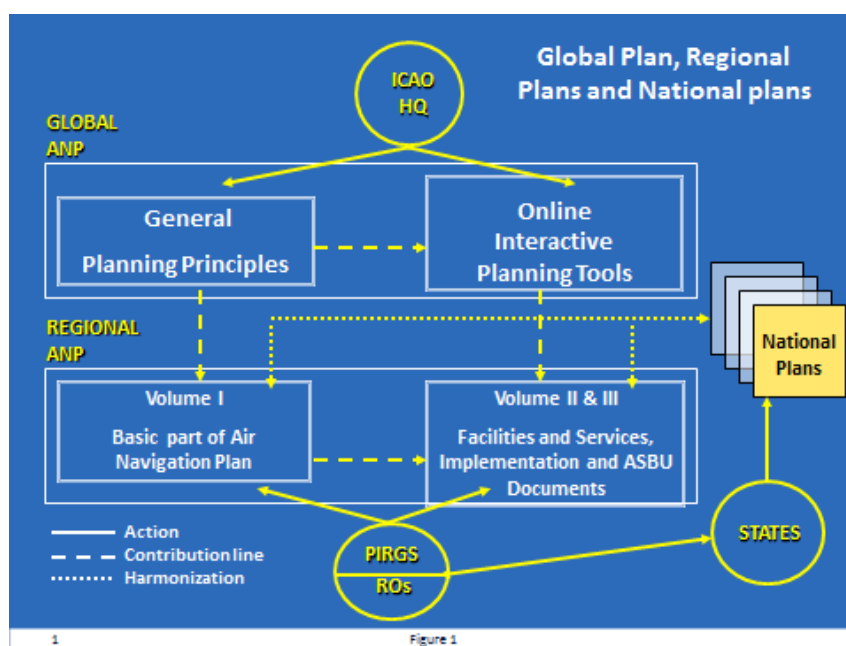 Global Plan, Regional
Plans and National plans
ICAO
HQ
GLOBAL
ANP
General
Planning Principles
Online
Interactive
Planning Tools
REGIONAL
ANP
National
Plans
Volume I
Basic part of Air
Navigation Plan
Volume II & III
Facilities and Services,
Implementation and ASBU
Documents
Action
Contribution line
Harmonization
PIRGS
ROs
STATES
1
Figure 1